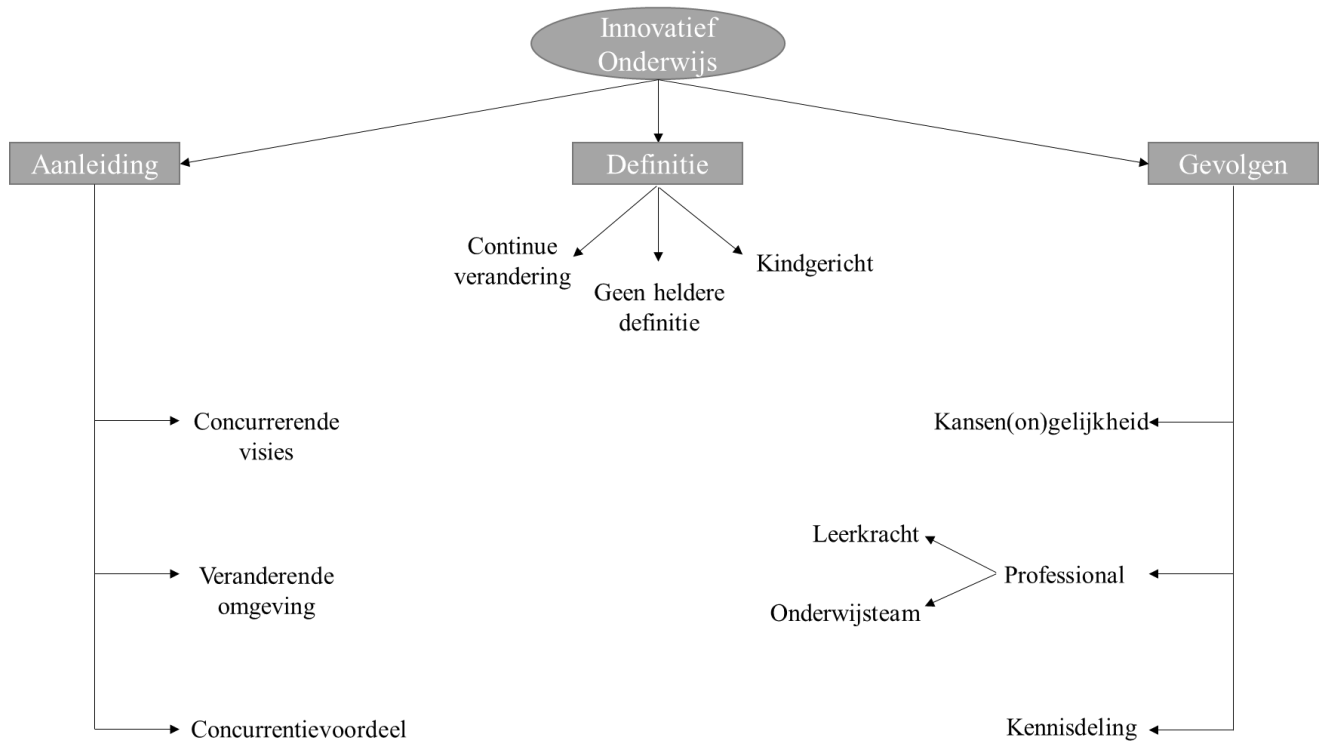 Innovatief
Onderwijs
Aanleiding
Definitie
Gevolgen
Continue
verandering
Geen heldere
definitie
Kindgericht
Concurrerende
visies
Veranderende
omgeving
Concurrentievoordeel
Kansen(on)gelijkheid
Leerkracht
Professional
Onderwijsteam
Kennisdeling